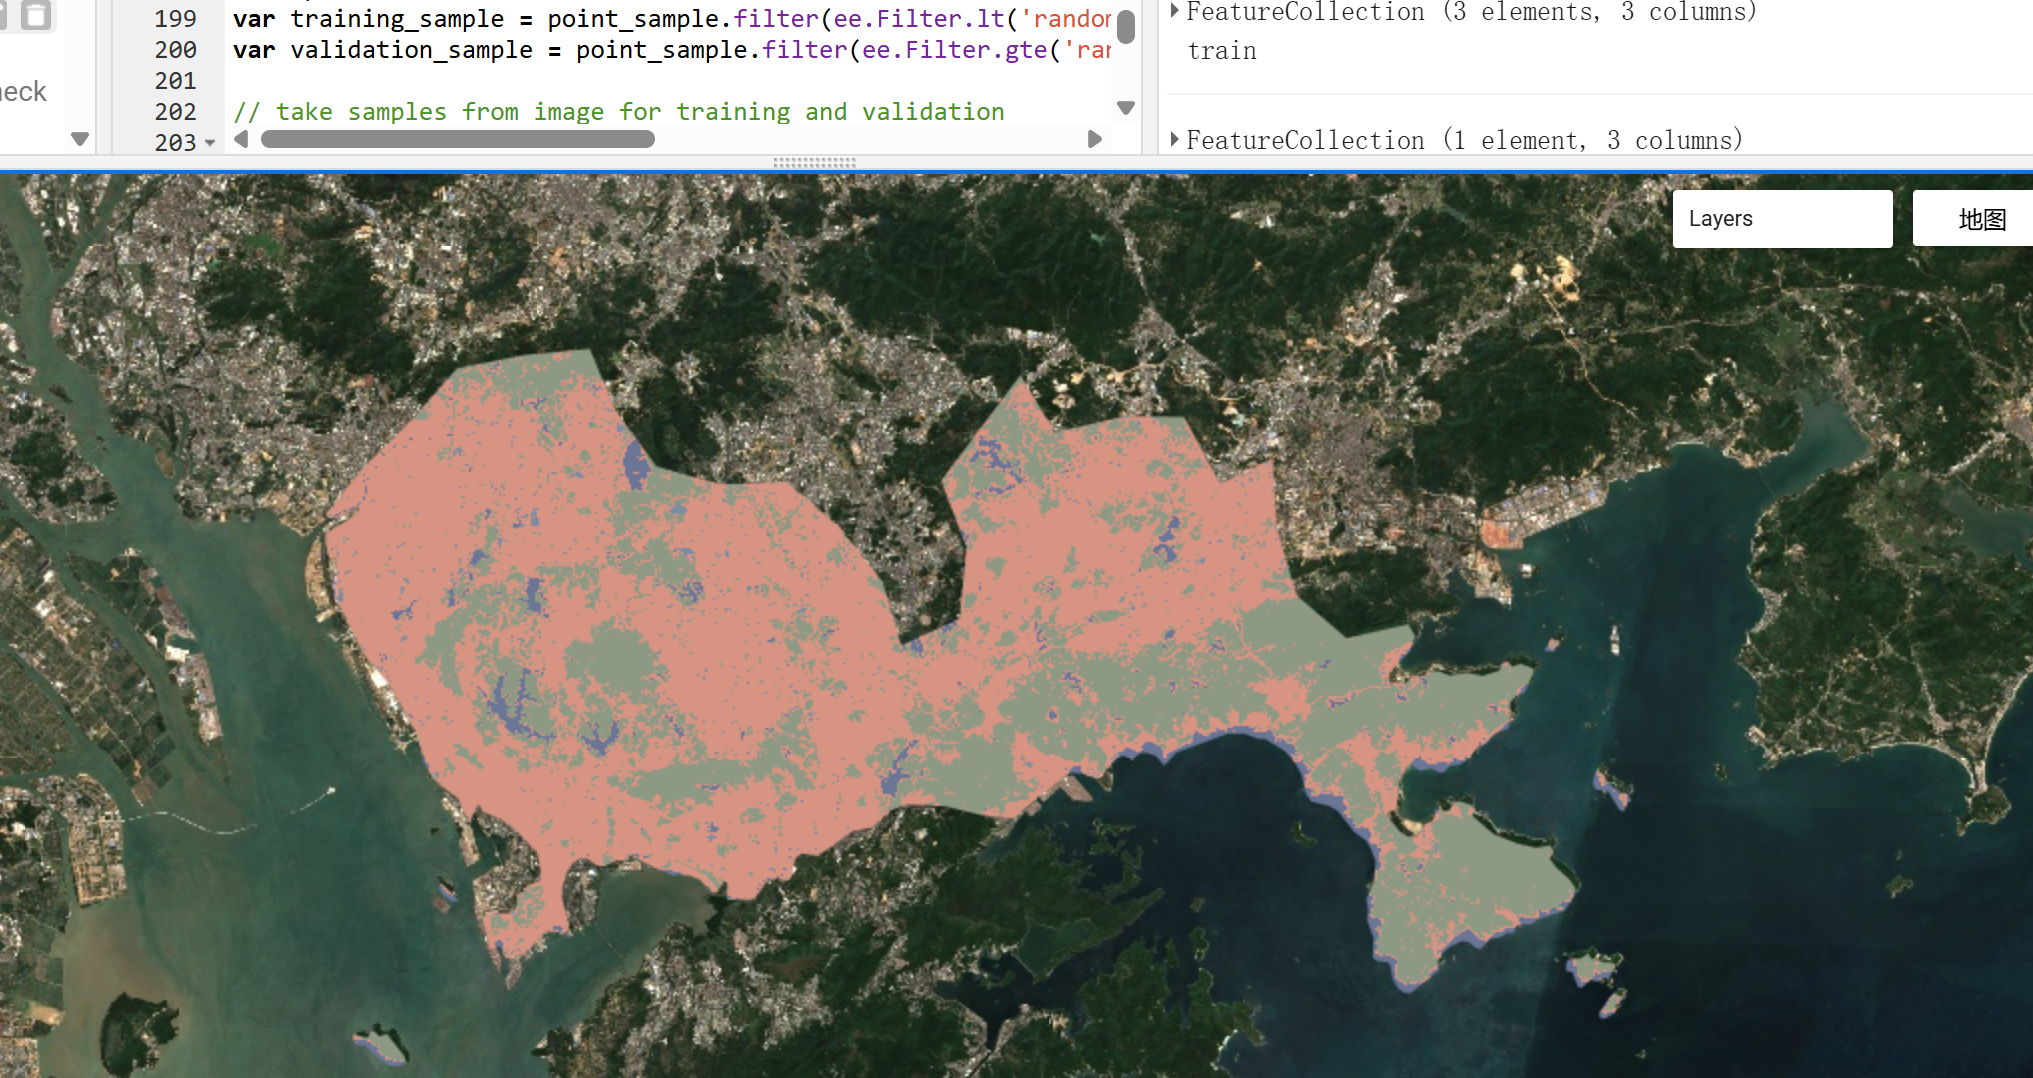 eck
199 var training_sample = point_sample.filter(ee.Filter.lt('random
200 var validation_sample = point_sample.filter(ee.Filter.gte('ran
201
202 // take samples from image for training and validation
203
FeatureCollection (3 elements, 3 columns)
train
FeatureCollection (1 element, 3 columns)
Layers
地图